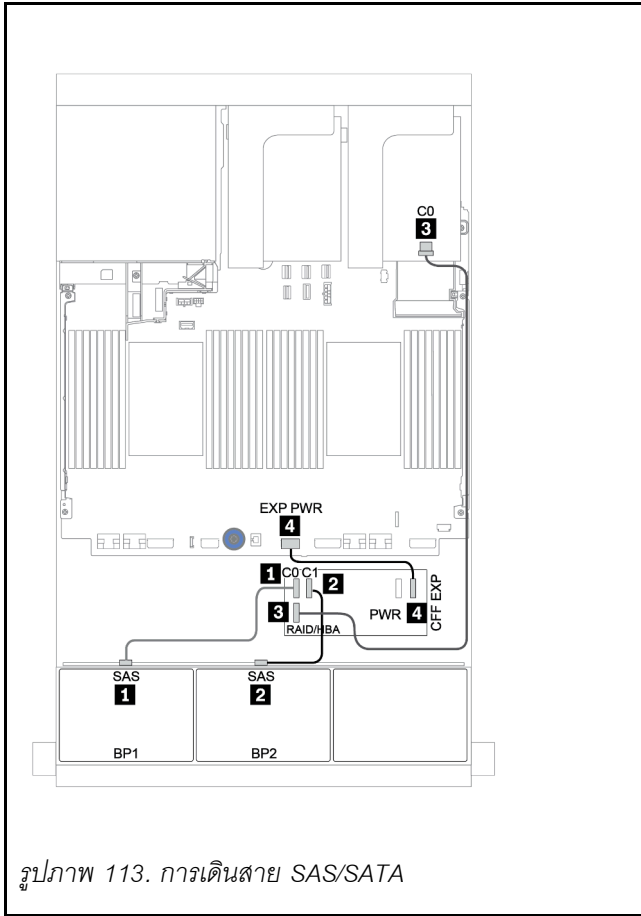 C0
3
EXP PWR
4
1 C0 C1 2
3
PWR 4
CFF EXP
RAID/HBA
SAS
1
SAS
2
BP1
BP2
รูปภาพ 113. การเดินสาย SAS/SATA